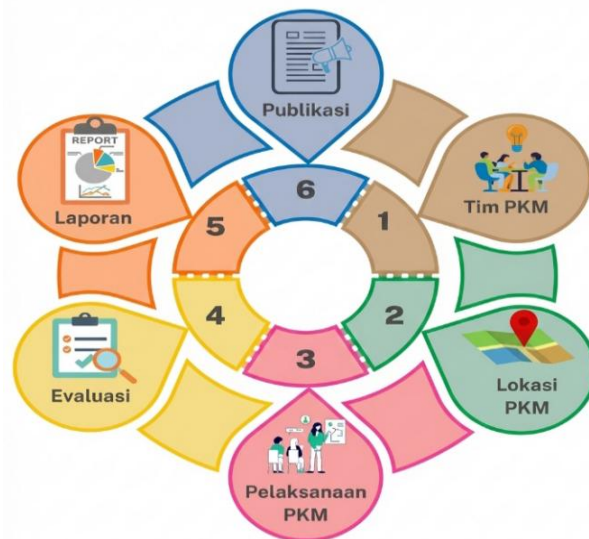 Publikasi
6
1
Tim PKM
2
Lokasi
PKM
3
Pelaksanaan
PKM
4
Evaluasi
5
REPORT
Laporan